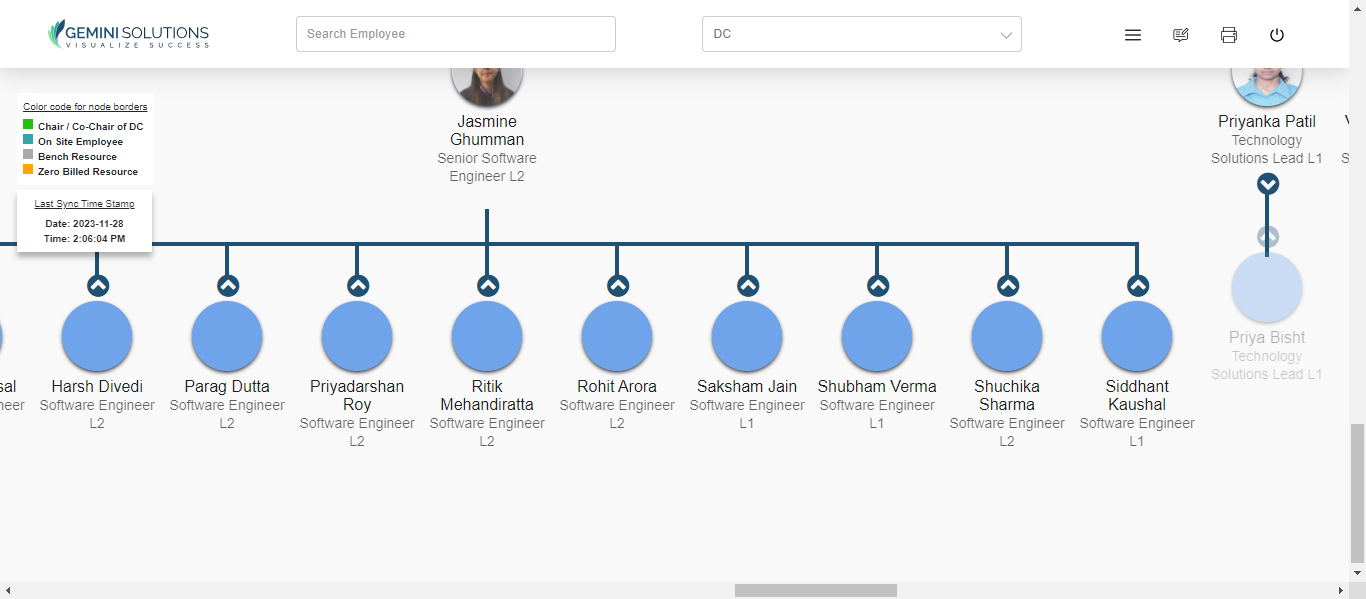 GEMINI SOLUTIONS
VISUALIZE SUCCESS
Search Employee
DC
Color code for node borders
Chair / Co-Chair of DC
On Site Employee
Bench Resource
Zero Billed Resource
Last Sync Time Stamp
Date: 2023-11-28
Time: 2:06:04 PM
Jasmine
Ghumman
Senior Software
Engineer L2
Priyanka Patil
Technology
Solutions Lead L1
Harsh Divedi
Software Engineer
L2
Parag Dutta
Software Engineer
L2
Priyadarshan
Roy
Software Engineer
L2
Ritik
Mehandiratta
Software Engineer
L2
Rohit Arora
Software Engineer
L2
Saksham Jain
Software Engineer
L1
Shubham Verma
Software Engineer
L1
Shuchika
Sharma
Software Engineer
L2
Siddhant
Kaushal
Software Engineer
L1
Priya Bisht
Technology
Solutions Lead L1